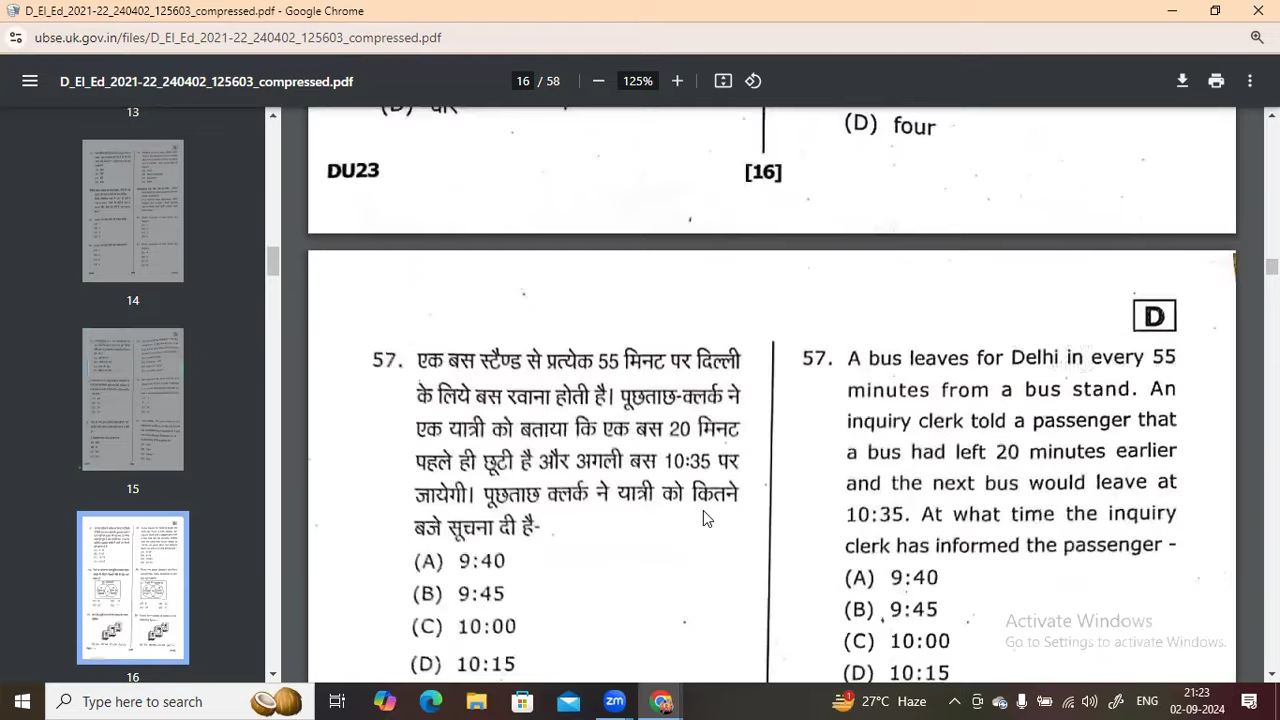 D_El_Ed_2021-22_240402_125603_compressed.pdf - Google Chrome
ubse.uk.gov.in/files/D_El_Ed_2021-22_240402_125603_compressed.pdf
D_El_Ed_2021-22_240402_125603_compressed.pdf
16 / 58
125%
13
14
15
16
(D) चार
(D) four
DU23
[16]
D
57. एक बस स्टैण्ड से प्रत्येक 55 मिनट पर दिल्ली
के लिये बस रवाना होती है। पूछताछ-क्लर्क ने
एक यात्री को बताया कि एक बस 20 मिनट
पहले ही छूटी है और अगली बस 10:35 पर
जायेगी। पूछताछ क्लर्क ने यात्री को कितने
बजे सूचना दी है-
(A) 9:40
(B) 9:45
(C) 10:00
(D) 10:15
57. A bus leaves for Delhi in every 55
minutes from a bus stand. An
inquiry clerk told a passenger that
a bus had left 20 minutes earlier
and the next bus would leave at
10:35. At what time the inquiry
clerk has informed the passenger -
(A) 9:40
(B) 9:45
(C) 10:00
(D) 10:15
Activate Windows
Go to Settings to activate Windows.
Type here to search
zm
1
27°C Haze
ENG
21:23
02-09-2024